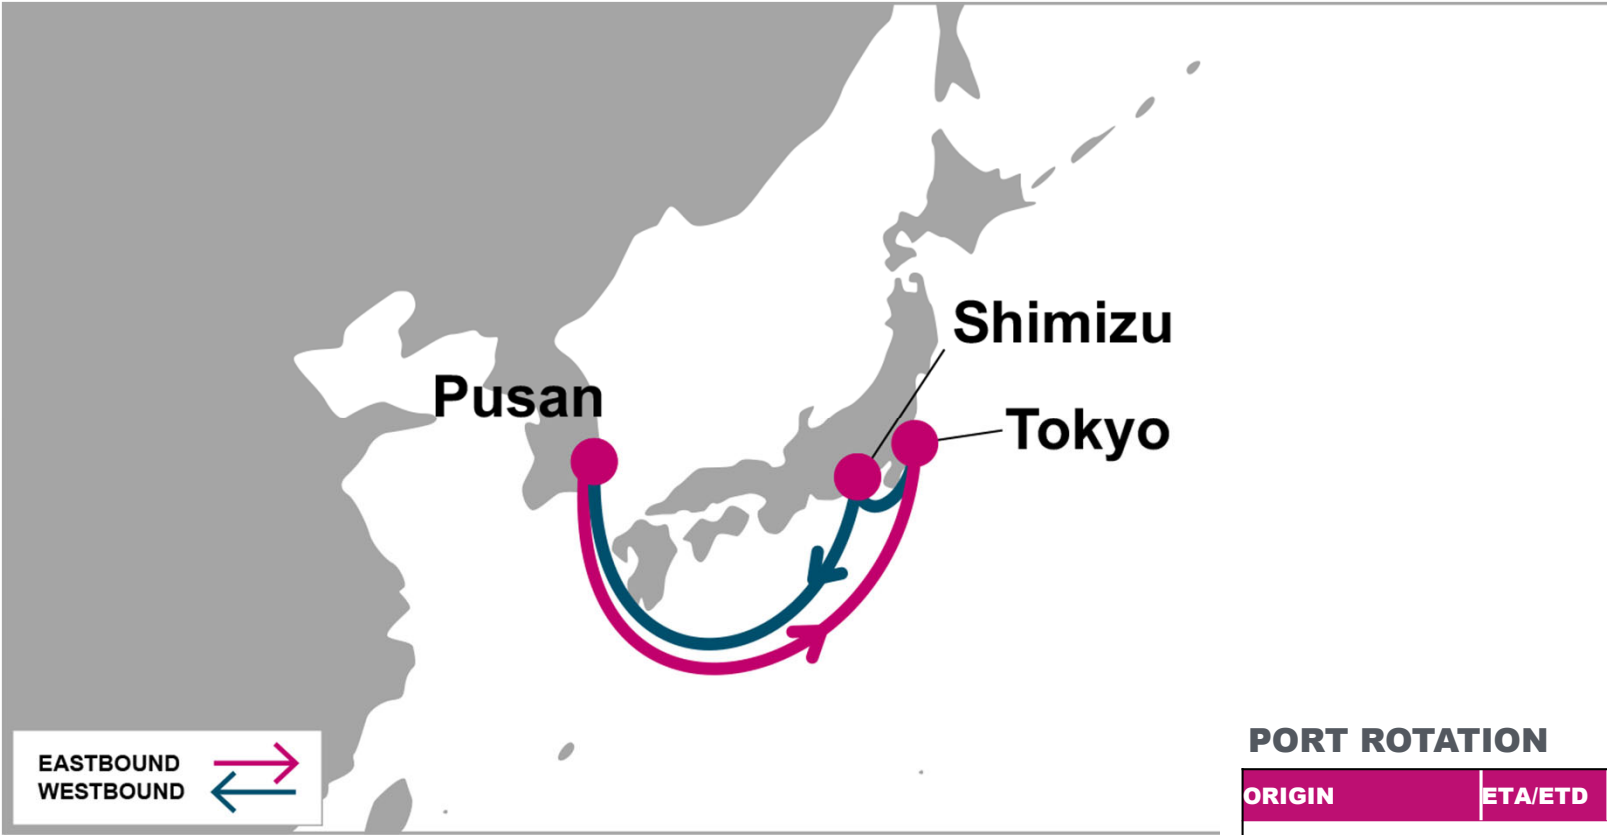 Shimizu
Pusan
Tokyo
EASTBOUND
WESTBOUND
PORT ROTATION
ORIGIN ETA/ETD